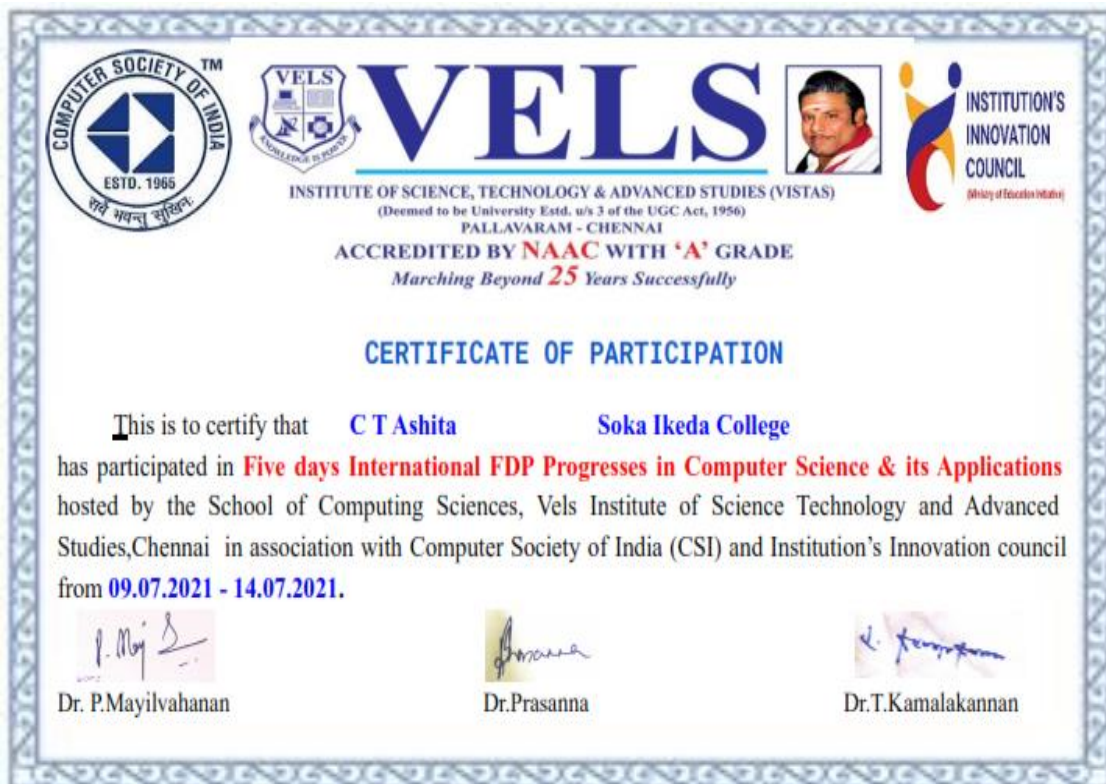 COMPUTER SOCIETY OF INDIA
TM
ESTD. 1965
सर्वे भवन्तु सुखिनः
VELS
KNOWLEDGE IS POWER
VELS
INSTITUTION'S
INNOVATION
COUNCIL
(Ministry of Education Initiative)
INSTITUTE OF SCIENCE, TECHNOLOGY & ADVANCED STUDIES (VISTAS)
(Deemed to be University Estd. u/s 3 of the UGC Act, 1956)
PALLAVARAM - CHENNAI
ACCREDITED BY NAAC WITH ‘A’ GRADE
Marching Beyond 25 Years Successfully
CERTIFICATE OF PARTICIPATION
This is to certify that C T Ashita Soka Ikeda College
has participated in Five days International FDP Progresses in Computer Science & its Applications
hosted by the School of Computing Sciences, Vels Institute of Science Technology and Advanced
Studies,Chennai in association with Computer Society of India (CSI) and Institution’s Innovation council
from 09.07.2021 - 14.07.2021.
Dr. P.Mayilvahanan Dr.Prasanna Dr.T.Kamalakannan